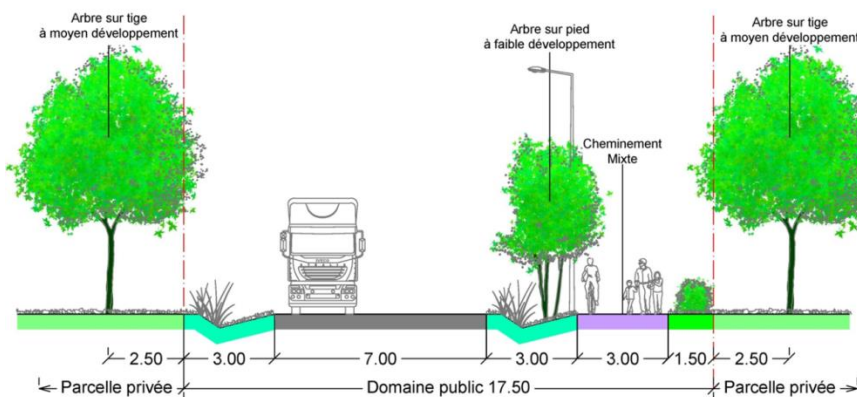 Arbre sur tige
à moyen développement
Arbre sur pied
à faible développement
Arbre sur tige
à moyen développement
Cheminement
Mixte
2.50
3.00
7.00
3.00
3.00
1.50
2.50
Parcelle privée
Domaine public 17.50
Parcelle privée